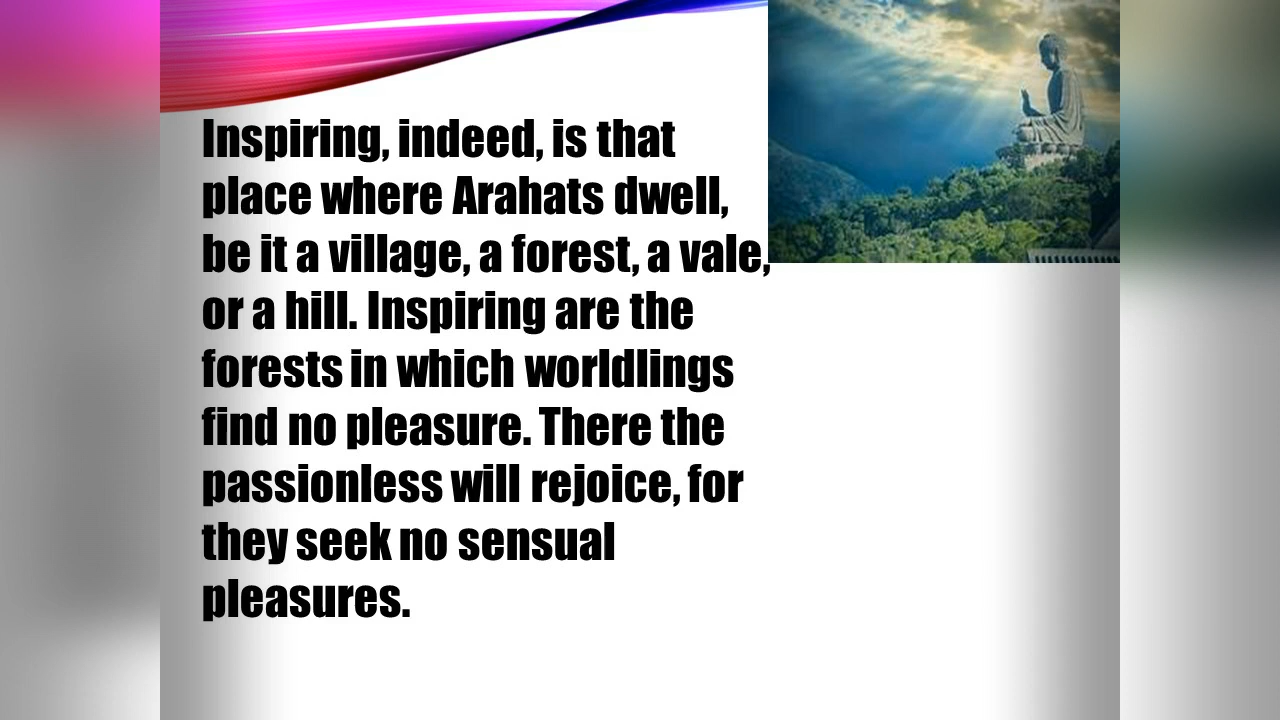 Inspiring, indeed, is that
place where Arahats dwell,
be it a village, a forest, a vale,
or a hill. Inspiring are the
forests in which worldlings
find no pleasure. There the
passionless will rejoice, for
they seek no sensual
pleasures.